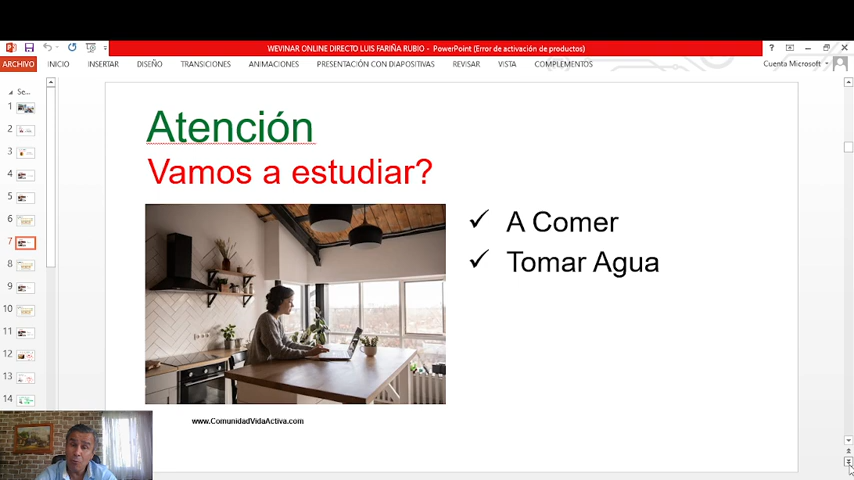 WEVINAR ONLINE DIRECTO LUIS FARIÑA RUBIO - PowerPoint (Error de activación de productos)
ARCHIVO INICIO INSERTAR DISEÑO TRANSICIONES ANIMACIONES PRESENTACIÓN CON DIAPOSITIVAS REVISAR VISTA COMPLEMENTOS Cuenta Microsoft
Se...
1
2
3
4
5
6
7
8
9
10
11
12
13
14
Atención
Vamos a estudiar?
A Comer
Tomar Agua
www.ComunidadVidaActiva.com